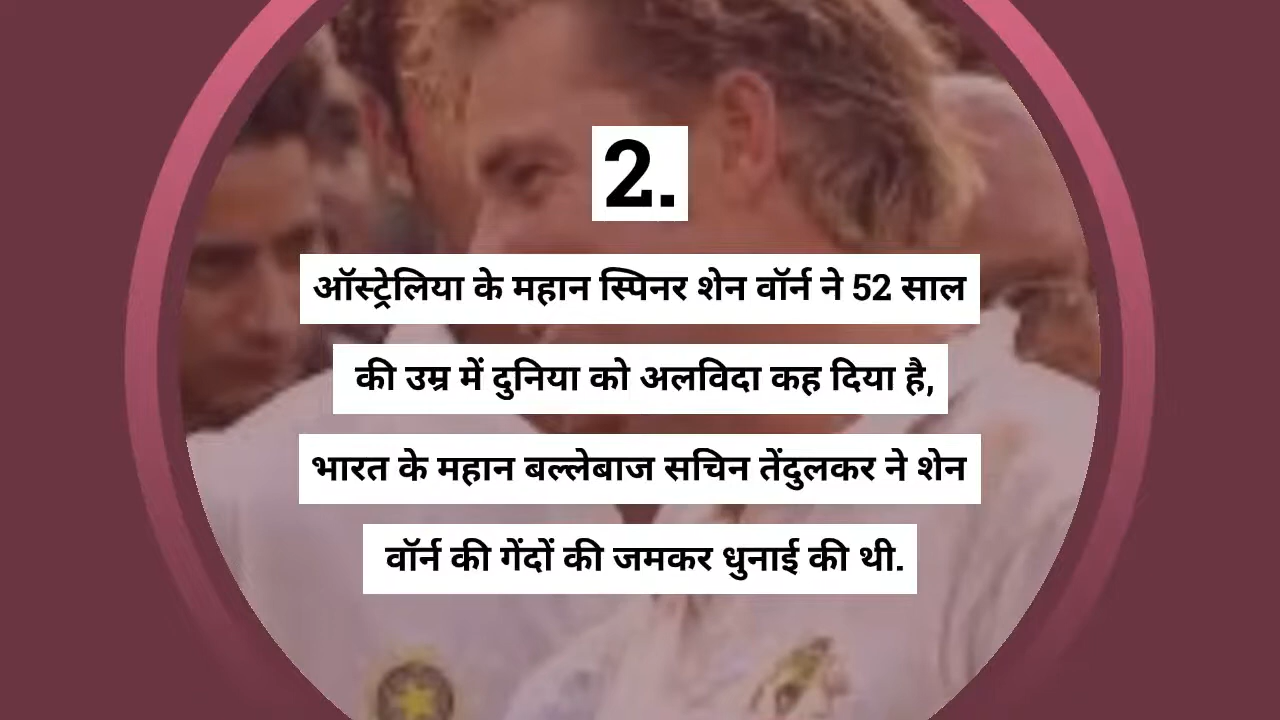 2.
ऑस्ट्रेलिया के महान स्पिनर शेन वॉर्न ने 52 साल
की उम्र में दुनिया को अलविदा कह दिया है,
भारत के महान बल्लेबाज सचिन तेंदुलकर ने शेन
वॉर्न की गेंदों की जमकर धुनाई की थी.